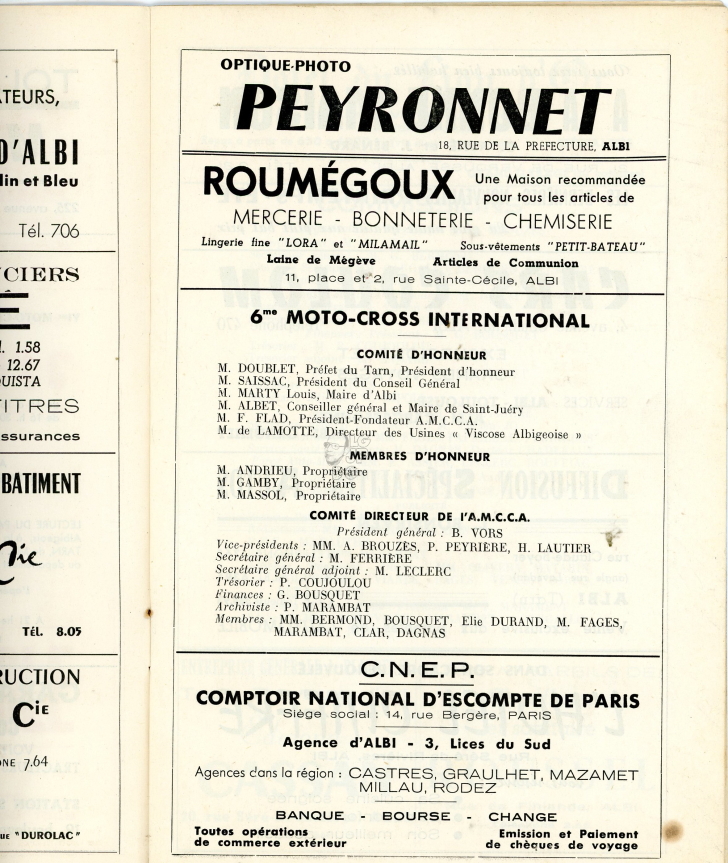 ATEURS,
D'ALBI
lin et Bleu
Tél. 706
CIERS
1.58
12.67
QUISTA
TITRES
ssurances
BATIMENT
Cie
TÉL. 8.05
RUCTION
Cie
ONE 7.64
ue "DUROLAC"
OPTIQUE-PHOTO
PEYRONNET
18, RUE DE LA PREFECTURE, ALBI
ROUMÉGOUX
Une Maison recommandée
pour tous les articles de
MERCERIE - BONNETERIE - CHEMISERIE
Lingerie fine "LORA" et "MILAMAIL" Sous-vêtements "PETIT-BATEAU"
Laine de Mégève Articles de Communion
11, place et 2, rue Sainte-Cécile, ALBI
6me MOTO-CROSS INTERNATIONAL
COMITÉ D'HONNEUR
M. DOUBLET, Préfet du Tarn, Président d'honneur
M. SAISSAC, Président du Conseil Général
M. MARTY Louis, Maire d'Albi
M. ALBET, Conseiller général et Maire de Saint-Juéry
M. F. FLAD, Président-Fondateur A.M.C.C.A.
M. de LAMOTTE, Directeur des Usines « Viscose Albigeoise »
MEMBRES D'HONNEUR
M. ANDRIEU, Propriétaire
M. GAMBY, Propriétaire
M. MASSOL, Propriétaire
COMITÉ DIRECTEUR DE l'A.M.C.C.A.
Président général : B. VORS
Vice-présidents : MM. A. BROUZÈS, P. PEYRIÈRE, H. LAUTIER
Secrétaire général : M. FERRIÈRE
Secrétaire général adjoint : M. LECLERC
Trésorier : P. COUJOULOU
Finances : G. BOUSQUET
Archiviste : P. MARAMBAT
Membres : MM. BERMOND, BOUSQUET, Elie DURAND, M. FAGES,
MARAMBAT, CLAR, DAGNAS
C.N.E.P.
COMPTOIR NATIONAL D'ESCOMPTE DE PARIS
Siège social : 14, rue Bergère, PARIS
Agence d'ALBI - 3, Lices du Sud
Agences dans la région : CASTRES, GRAULHET, MAZAMET
MILLAU, RODEZ
BANQUE - BOURSE - CHANGE
Toutes opérations Emission et Paiement
de commerce extérieur de chèques de voyage